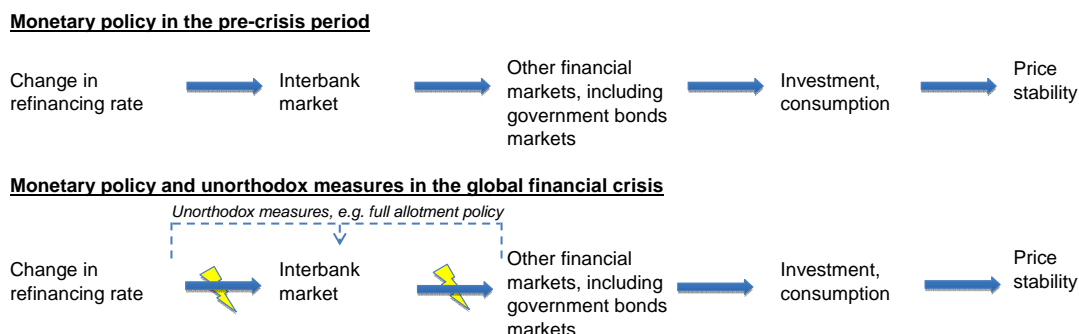 Monetary policy in the pre-crisis period
Change in
refinancing rate
Interbank
market
Other financial
markets, including
government bonds
markets
Investment,
consumption
Price
stability
Monetary policy and unorthodox measures in the global financial crisis
Unorthodox measures, e.g. full allotment policy
Change in
refinancing rate
Interbank
market
Other financial
markets, including
government bonds
markets
Investment,
consumption
Price
stability